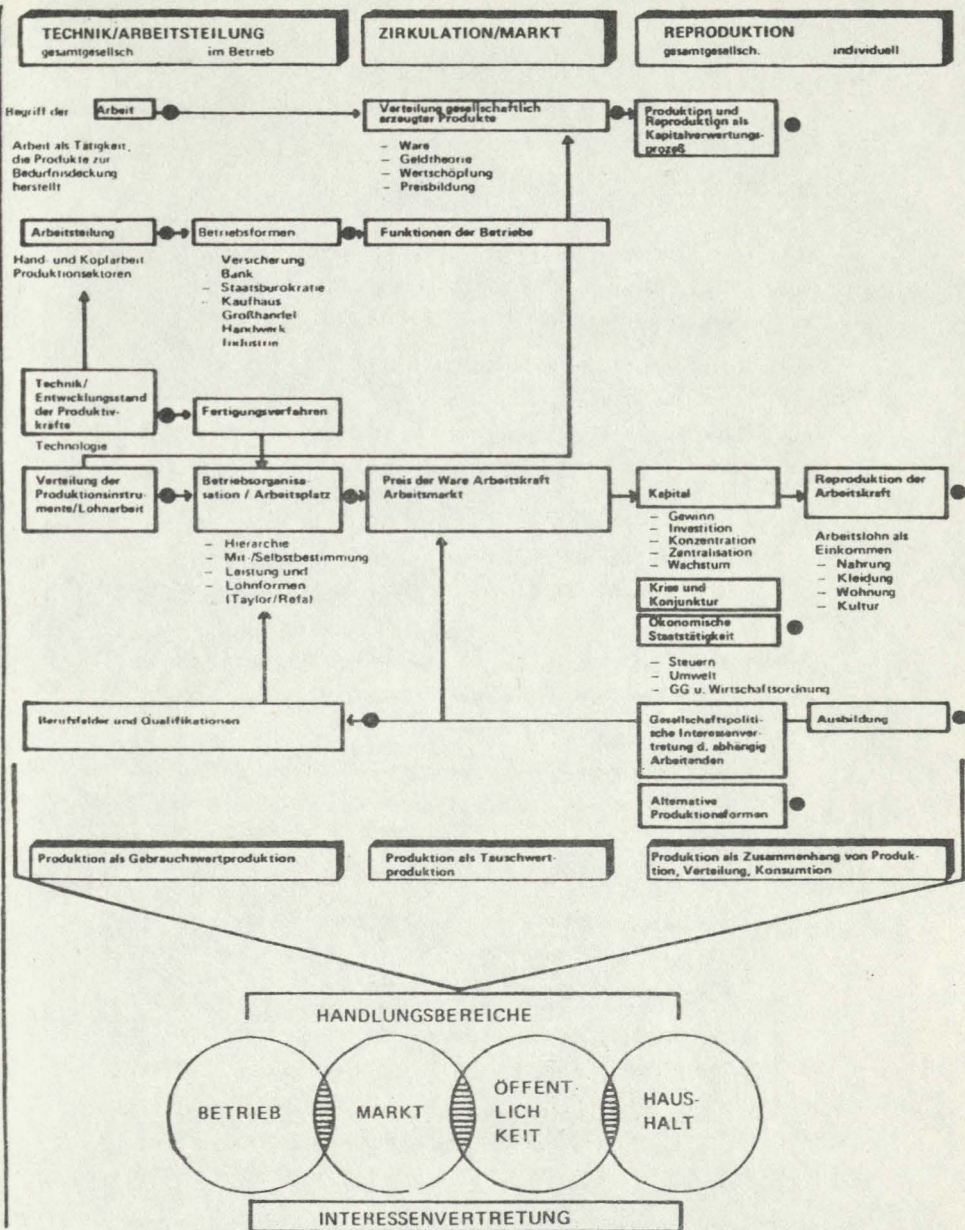 TECHNIK/ARBEITSTEILUNG
gesamtgesellsch im Betrieb
ZIRKULATION/MARKT
REPRODUKTION
gesamtgesellsch. individuell
Begriff der Arbeit
Arbeit als Tätigkeit,
die Produkte zur
Bedurfnisdeckung
herstellt
Verteilung gesellschaftlich
erzeugter Produkte
– Ware
– Geldtheorie
– Wertschöpfung
– Preisbildung
Produktion und
Reproduktion als
Kapitalverwertungs-
prozeß
Arbeitsteilung
Hand- und Kopfarbeit
Produktionsektoren
Betriebsformen
Versicherung
Bank
– Staatsburokratie
– Kaufhaus
Großhandel
Handwerk
Industrie
Funktionen der Betriebe
Technik/
Entwicklungsstand
der Produktiv-
krafte
Technologie
Fertigungsverfahren
Verteilung der
Produktionsinstru-
mente/Lohnarbeit
Betriebsorganisa-
sation / Arbeitsplatz
– Hierarchie
– Mit-/Selbstbestimmung
– Leistung und
– Lohnformen
(Taylor/Refa)
Preis der Ware Arbeitskraft
Arbeitsmarkt
Kapital
– Gewinn
– Investition
– Konzentration
– Zentralisation
– Wachstum
Reproduktion der
Arbeitskraft
Arbeitslohn als
Einkommen
– Nahrung
– Kleidung
– Wohnung
– Kultur
Krise und
Konjunktur
Ökonomische
Staatstätigkeit
– Steuern
– Umwelt
– GG u. Wirtschaftsordnung
Berufsfelder und Qualifikationen
Gesellschaftspoliti-
sche Interessenver-
tretung d. abhängig
Arbeitenden
Ausbildung
Alternative
Produktionsformen
Produktion als Gebrauchswertproduktion
Produktion als Tauschwert-
produktion
Produktion als Zusammenhang von Produk-
tion, Verteilung, Konsumtion
HANDLUNGSBEREICHE
BETRIEB
MARKT
ÖFFENT-
LICH
KEIT
HAUS-
HALT
INTERESSENVERTRETUNG